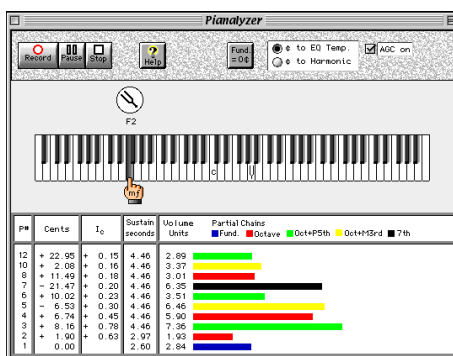 Pianalyzer
Record Pause Stop Help Fund. = 0¢ ¢ to EQ Temp. AGC on
¢ to Harmonic
F2
c
mf
P# Cents Ic Sustain seconds Volume Units Partial Chains
Fund. Octave Oct+P5th Oct+M3rd 7th
12 + 22.95 + 0.15 4.46 2.89
10 + 2.08 + 0.16 4.46 3.37
8 + 11.49 + 0.18 4.46 3.01
7 - 21.47 + 0.20 4.46 6.35
6 + 10.02 + 0.23 4.46 3.51
5 - 6.53 + 0.30 4.46 6.46
4 + 6.74 + 0.45 4.46 5.90
3 + 8.16 + 0.78 4.46 7.36
2 + 1.90 + 0.63 2.97 1.93
1 0.00 2.60 2.84